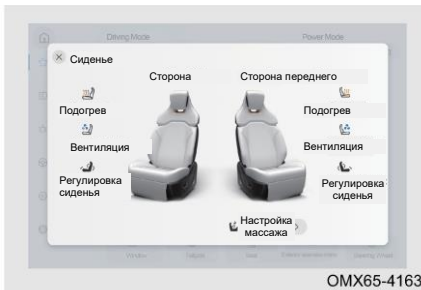 Driving Mode
Power Mode
Сиденье
Сторона
Сторона переднего
Подогрев
Подогрев
Вентиляция
Вентиляция
Регулировка
сиденья
Регулировка
сиденья
Настройка
массажа
Window
OMX65-4163